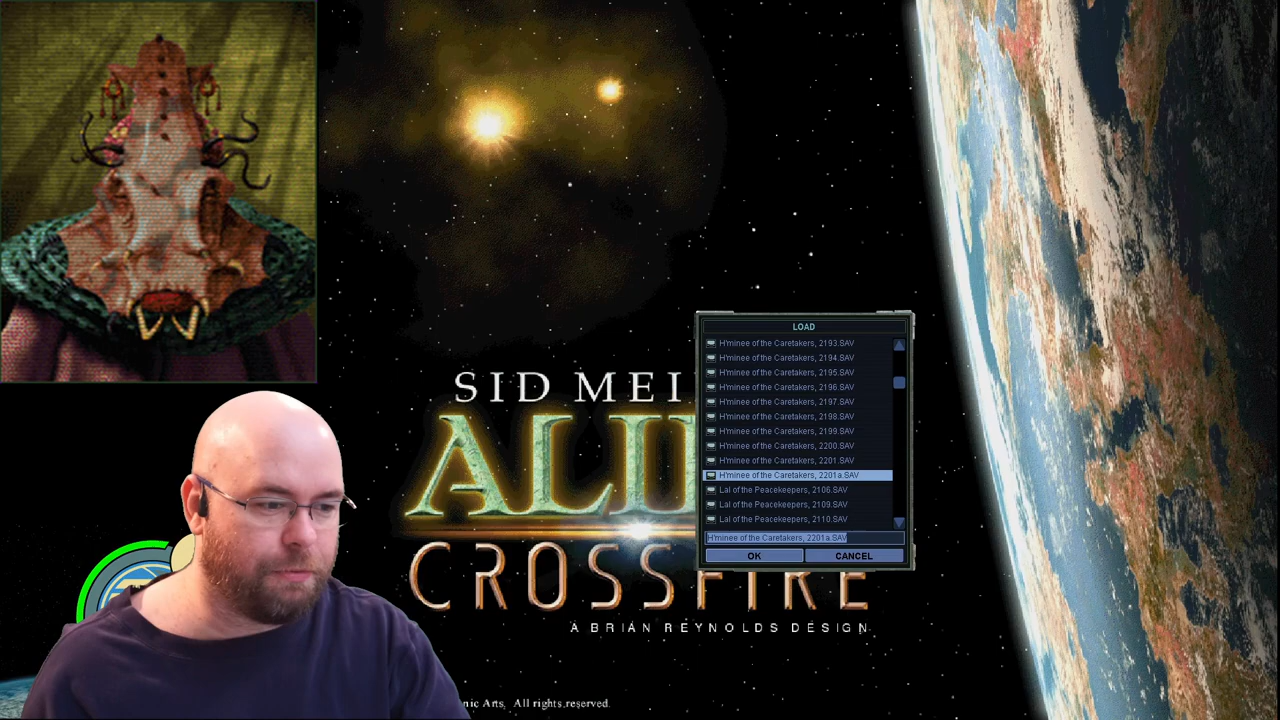 LOAD
H'minee of the Caretakers, 2193.SAV
H'minee of the Caretakers, 2194.SAV
H'minee of the Caretakers, 2195.SAV
H'minee of the Caretakers, 2196.SAV
H'minee of the Caretakers, 2197.SAV
H'minee of the Caretakers, 2198.SAV
H'minee of the Caretakers, 2199.SAV
H'minee of the Caretakers, 2200.SAV
H'minee of the Caretakers, 2201.SAV
H'minee of the Caretakers, 2201a.SAV
Lal of the Peacekeepers, 2106.SAV
Lal of the Peacekeepers, 2109.SAV
Lal of the Peacekeepers, 2110.SAV
H'minee of the Caretakers, 2201a.SAV
OK CANCEL
SID MEI
ALI
CROSSFIRE
A BRIAN REYNOLDS DESIGN
nic Arts. All rights reserved.